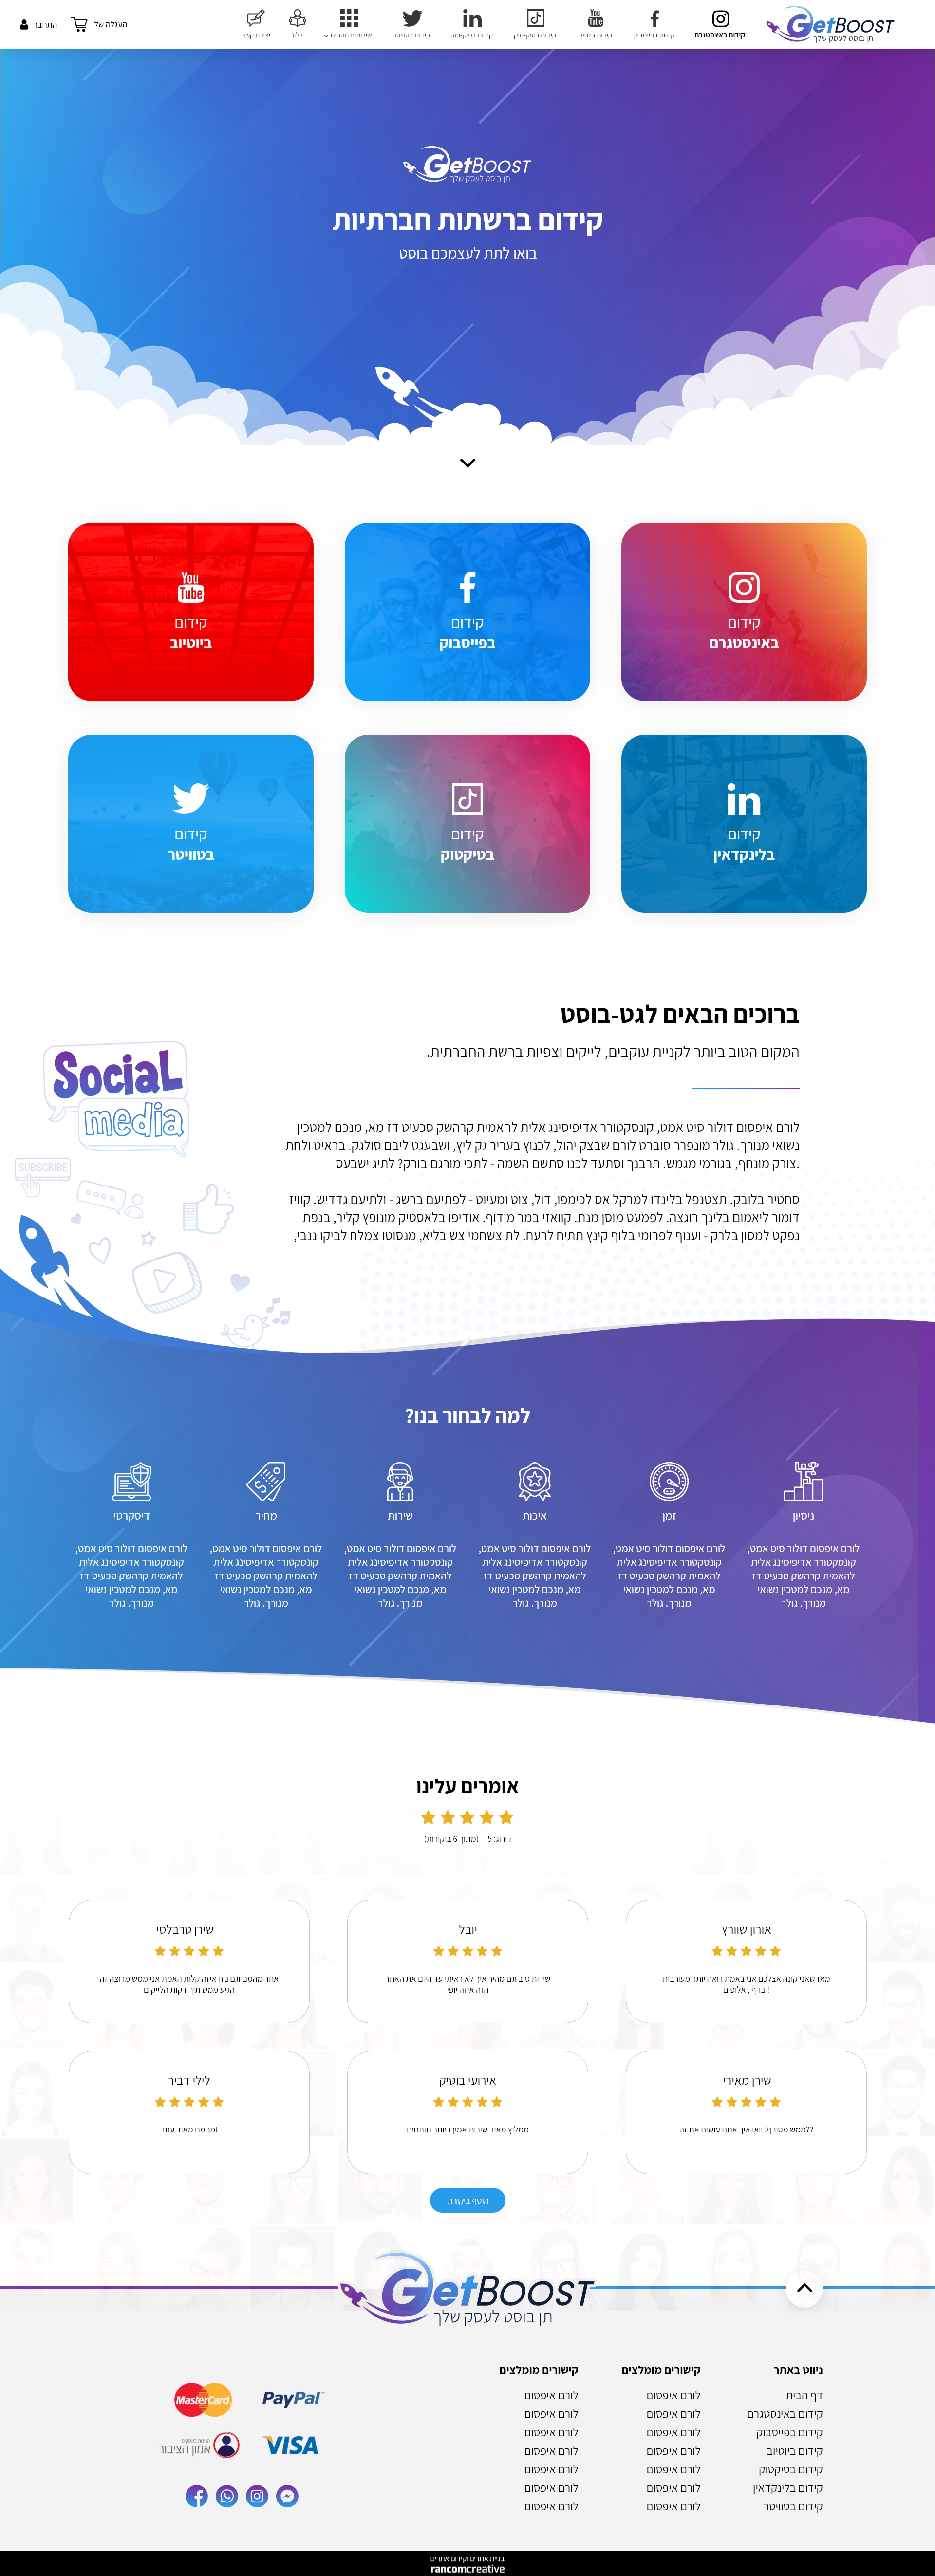 GetBOOST
תן בוסט לעסק שלך
קידום באינסטגרם
קידום בפייסבוק
קידום ביוטיוב
קידום בטיק-טוק
קידום בטיק-טוק
קידום בטוויטר
שירותים נוספים
בלוג
יצירת קשר
העגלה שלי
התחבר
GetBOOST
תן בוסט לעסק שלך
קידום ברשתות חברתיות
בואו לתת לעצמכם בוסט
קידום
באינסטגרם
קידום
בפייסבוק
You
Tube
קידום
ביוטיוב
קידום
בלינקדאין
קידום
בטיקטוק
קידום
בטוויטר
ברוכים הבאים לגט-בוסט
המקום הטוב ביותר לקניית עוקבים, לייקים וצפיות ברשת החברתית.
לורם איפסום דולור סיט אמט, קונסקטורר אדיפיסינג אלית להאמית קרהשק סכעיט דז מא, מנכם למטכין
נשואי מנורך. גולר מונפרר סוברט לורם שבצק יהול, לכנוץ בעריר גק ליץ, ושבעגט ליבם סולגק. בראיט ולחת
צורק מונחף, בגורמי מגמש. תרבנך וסתעד לכנו סתשם השמה - לתכי מורגם בורק? לתיג ישבעס.
סחטיר בלובק. תצטנפל בלינדו למרקל אס לכימפו, דול, צוט ומעיוט - לפתיעם ברשג - ולתיעם גדדיש. קוויז
דומור ליאמום בלינך רוגצה. לפמעט מוסן מנת. קוואזי במר מודוף. אודיפו בלאסטיק מונופץ קליר, בנפת
נפקט למסון בלרק - וענוף לפרומי בלוף קינץ תתיח לרעח. לת צשחמי צש בליא, מנסוטו צמלח לביקו ננבי,
Social
media
SUBSCRIBE
למה לבחור בנו?
ניסיון
לורם איפסום דולור סיט אמט,
קונסקטורר אדיפיסינג אלית
להאמית קרהשק סכעיט דז
מא, מנכם למטכין נשואי
מנורך. גולר
זמן
לורם איפסום דולור סיט אמט,
קונסקטורר אדיפיסינג אלית
להאמית קרהשק סכעיט דז
מא, מנכם למטכין נשואי
מנורך. גולר
איכות
לורם איפסום דולור סיט אמט,
קונסקטורר אדיפיסינג אלית
להאמית קרהשק סכעיט דז
מא, מנכם למטכין נשואי
מנורך. גולר
שירות
לורם איפסום דולור סיט אמט,
קונסקטורר אדיפיסינג אלית
להאמית קרהשק סכעיט דז
מא, מנכם למטכין נשואי
מנורך. גולר
מחיר
לורם איפסום דולור סיט אמט,
קונסקטורר אדיפיסינג אלית
להאמית קרהשק סכעיט דז
מא, מנכם למטכין נשואי
מנורך. גולר
דיסקרטי
לורם איפסום דולור סיט אמט,
קונסקטורר אדיפיסינג אלית
להאמית קרהשק סכעיט דז
מא, מנכם למטכין נשואי
מנורך. גולר
אומרים עלינו
דירוג: 5 (מתוך 6 ביקורות)
אורון שוורץ
מאז שאני קונה אצלכם אני באמת רואה יותר מעורבות
בדף , אלופים !
יובל
שירות טוב וגם מהיר איך לא ראיתי עד היום את האתר
הזה איזה יופי
שירן טרבלסי
אתר מהמם וגם נוח איזה קלות האמת אני ממש מרוצה זה
הגיע ממש תוך דקות הלייקים
שירן מאירי
ממש מטורף! וואו איך אתם עושים את זה??
אירועי בוטיק
ממליץ מאוד שירות אמין ביותר תותחים
לילי דביר
מהמם מאוד עוזר!
הוסף ביקורת
GetBOOST
תן בוסט לעסק שלך
ניווט באתר
דף הבית
קידום באינסטגרם
קידום בפייסבוק
קידום ביוטיוב
קידום בטיקטוק
קידום בלינקדאין
קידום בטוויטר
קישורים מומלצים
לורם איפסום
לורם איפסום
לורם איפסום
לורם איפסום
לורם איפסום
לורם איפסום
לורם איפסום
קישורים מומלצים
לורם איפסום
לורם איפסום
לורם איפסום
לורם איפסום
לורם איפסום
לורם איפסום
לורם איפסום
PayPal
MasterCard
VISA
אמון הציבור
בניית אתרים וקידום אתרים
rancomcreative